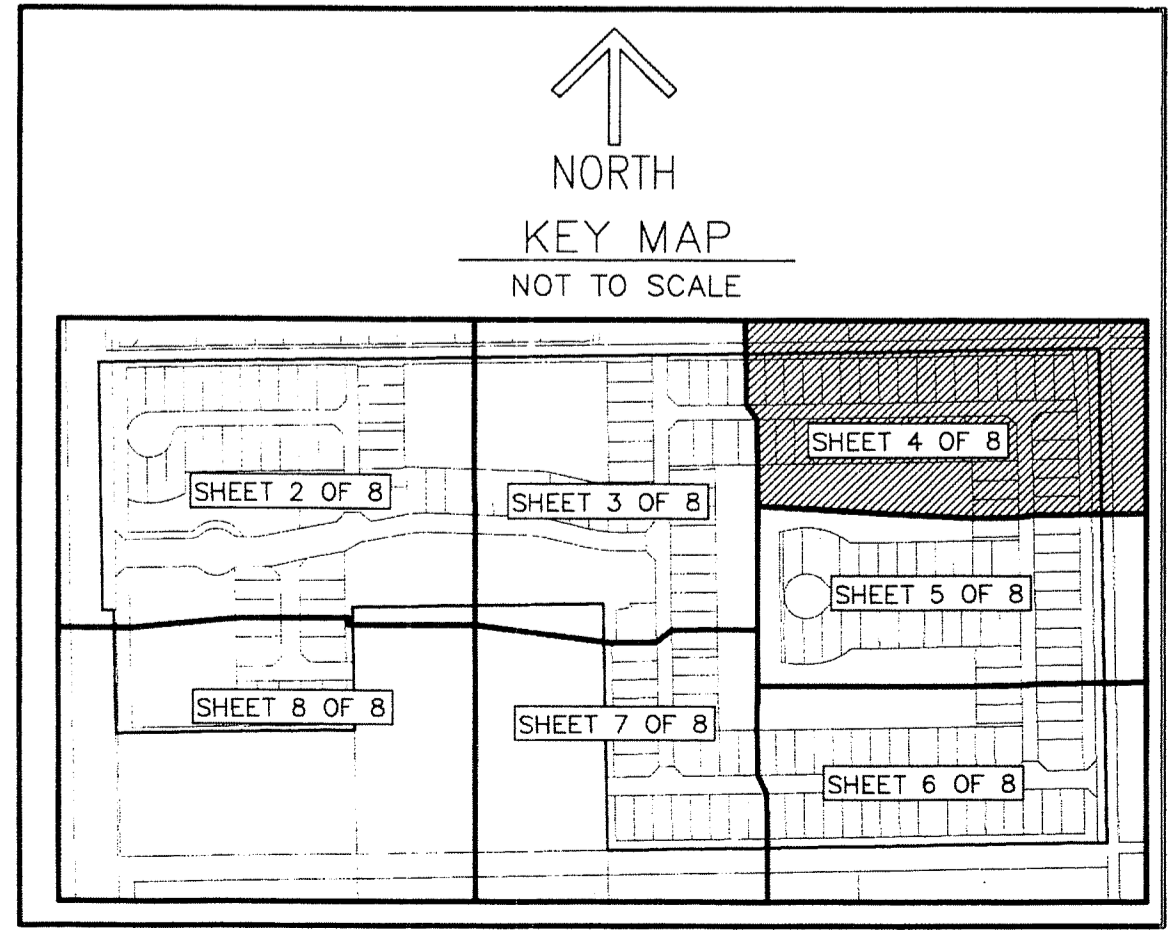 NORTH
KEY MAP
NOT TO SCALE
SHEET 4 OF 8
SHEET 2 OF 8
SHEET 3 OF 8
SHEET 5 OF 8
SHEET 8 OF 8
SHEET 7 OF 8
SHEET 6 OF 8